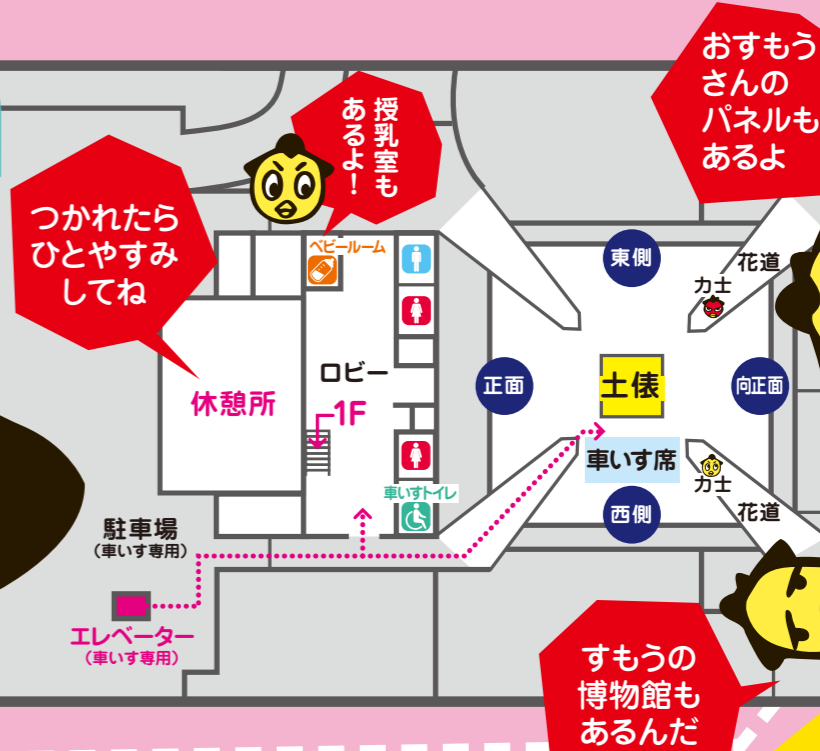 おすもう
さんの
パネルも
あるよ
授乳室も
あるよ!
つかれたら
ひとやすみ
してね
ベビールーム
東側
花道
力士
ロビー
正面
土俵
向正面
休憩所
1F
車いす席
力士
車いすトイレ
西側
花道
駐車場
(車いす専用)
エレベーター
(車いす専用)
すもうの
博物館も
あるんだ